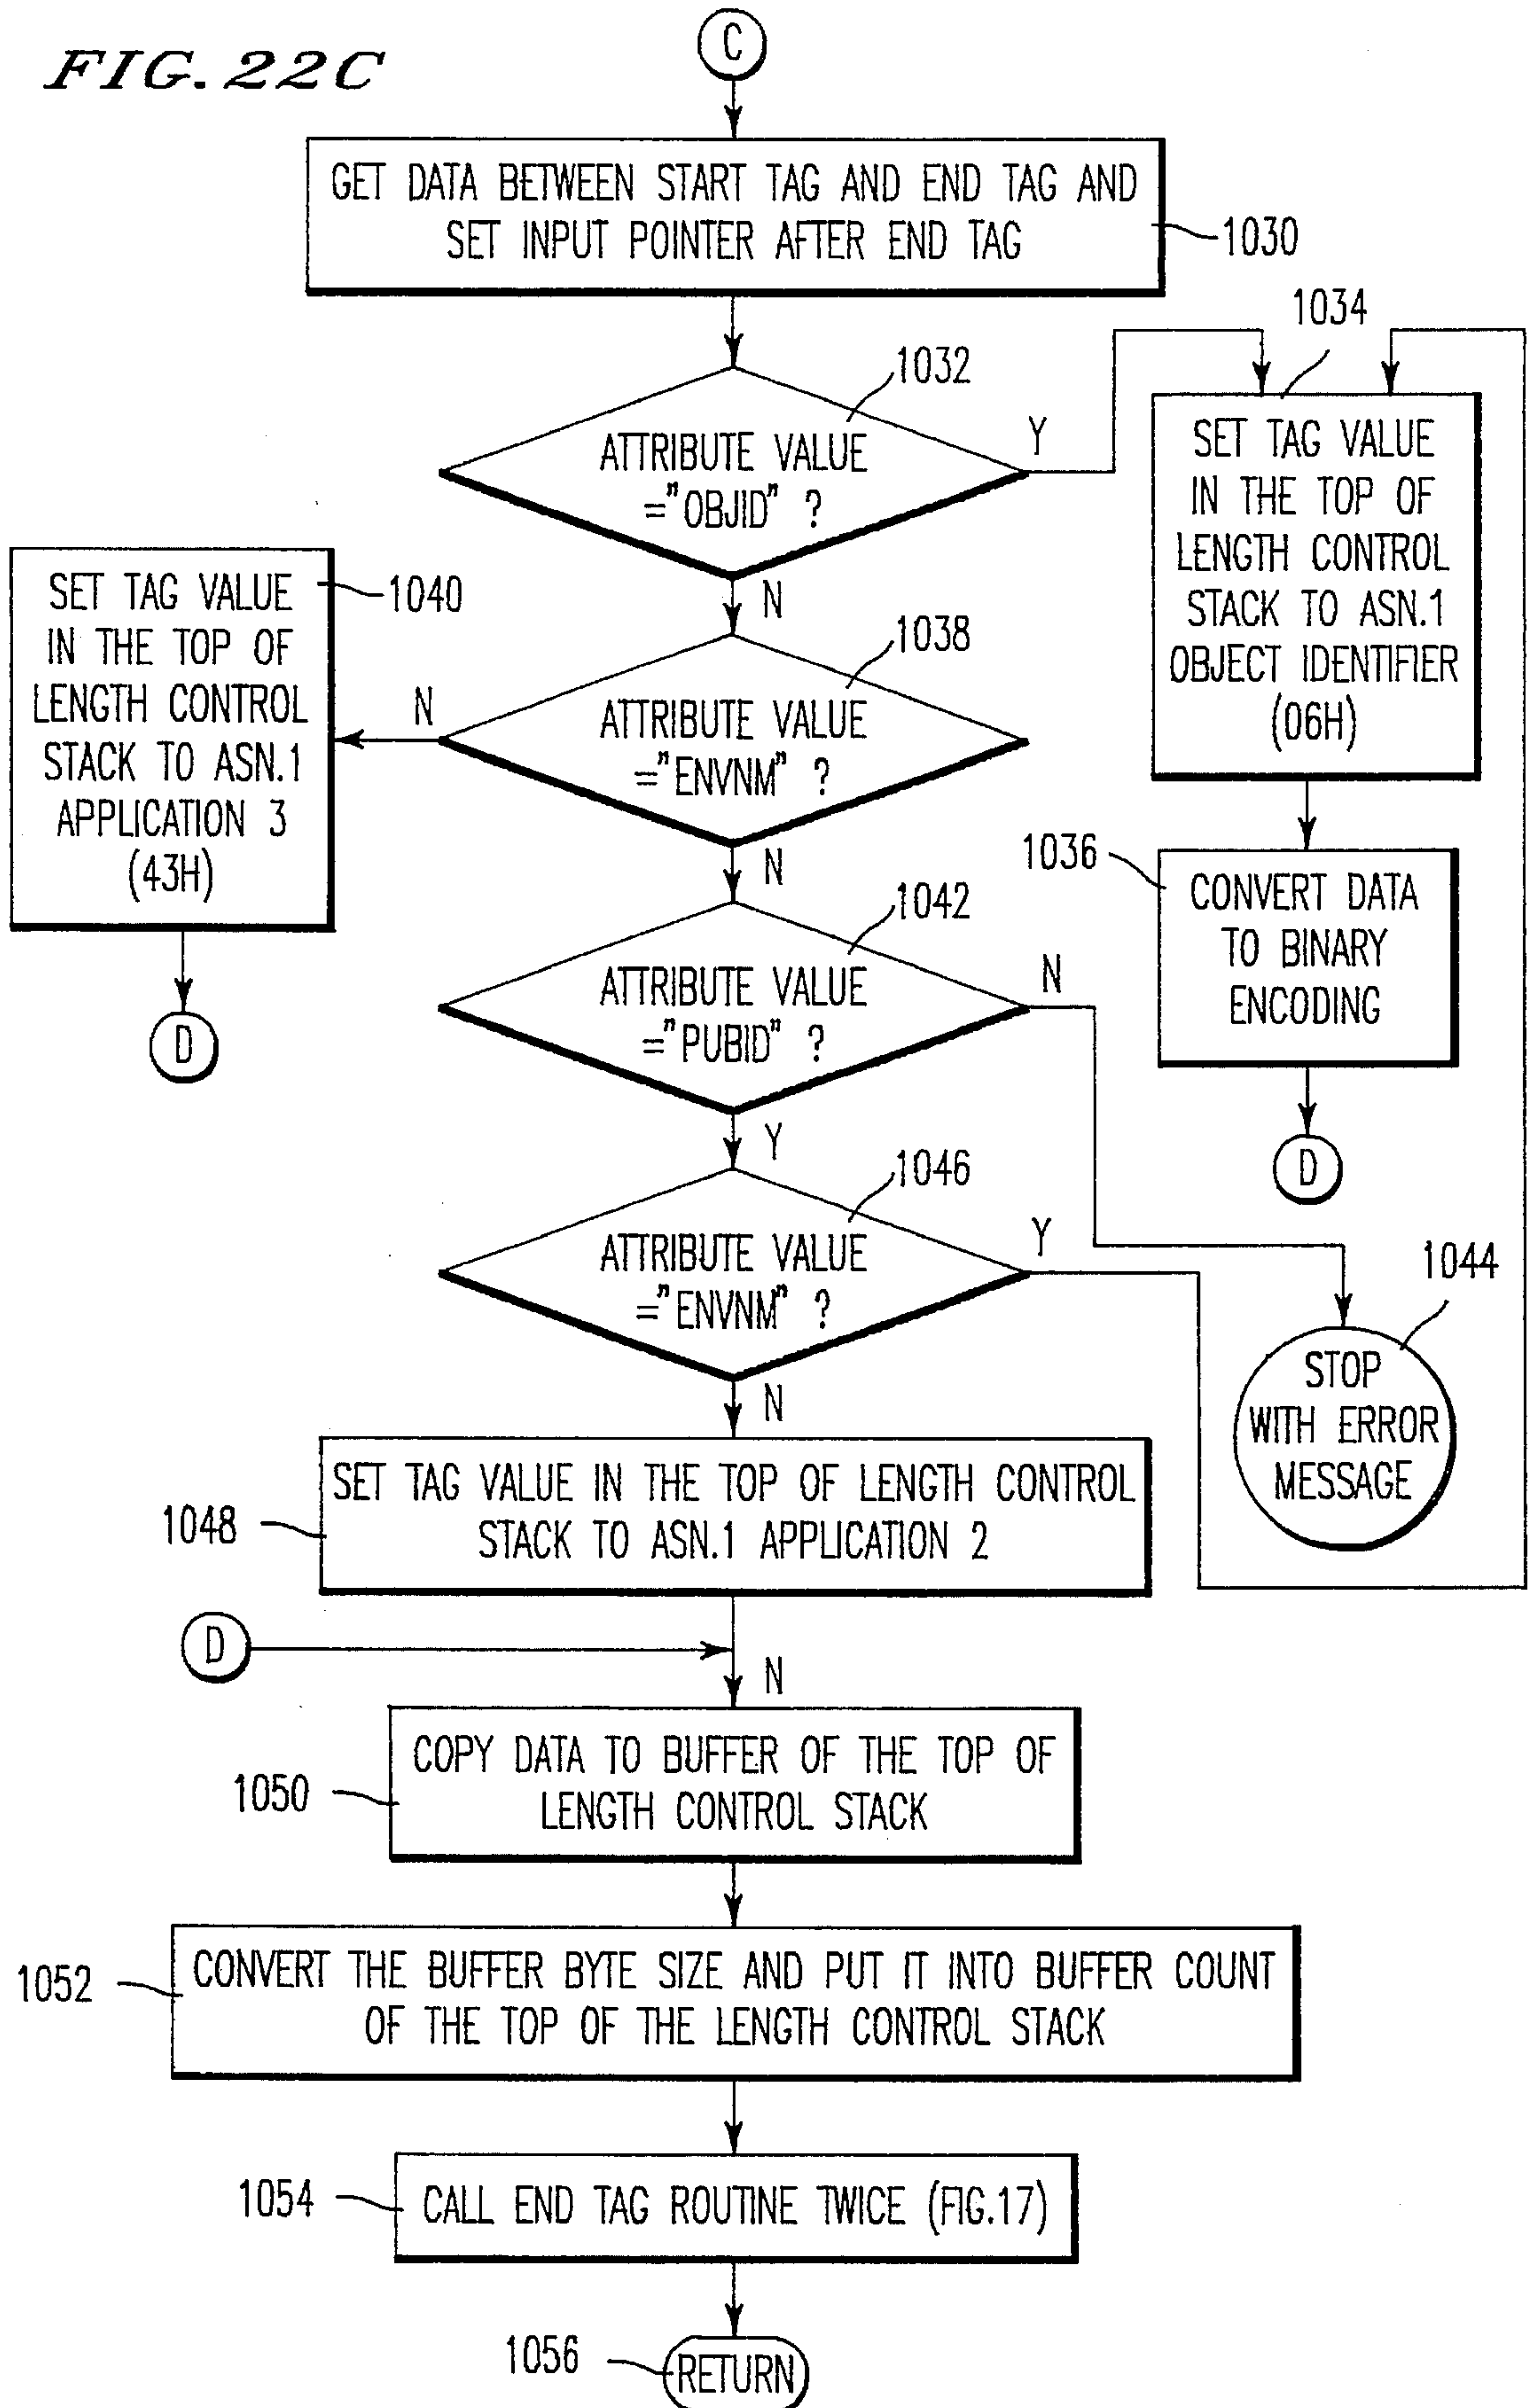 FIG. 22C
C
GET DATA BETWEEN START TAG AND END TAG AND
SET INPUT POINTER AFTER END TAG
1030
1032
ATTRIBUTE VALUE
="OBJID" ?
Y
N
1034
SET TAG VALUE
IN THE TOP OF
LENGTH CONTROL
STACK TO ASN.1
OBJECT IDENTIFIER
(06H)
1036
CONVERT DATA
TO BINARY
ENCODING
D
1038
ATTRIBUTE VALUE
="ENVNM" ?
N
N
1040
SET TAG VALUE
IN THE TOP OF
LENGTH CONTROL
STACK TO ASN.1
APPLICATION 3
(43H)
D
1042
ATTRIBUTE VALUE
="PUBID" ?
N
Y
1044
STOP
WITH ERROR
MESSAGE
1046
ATTRIBUTE VALUE
="ENVNM" ?
Y
N
1048
SET TAG VALUE IN THE TOP OF LENGTH CONTROL
STACK TO ASN.1 APPLICATION 2
D
N
1050
COPY DATA TO BUFFER OF THE TOP OF
LENGTH CONTROL STACK
1052
CONVERT THE BUFFER BYTE SIZE AND PUT IT INTO BUFFER COUNT
OF THE TOP OF THE LENGTH CONTROL STACK
1054
CALL END TAG ROUTINE TWICE (FIG.17)
1056
RETURN